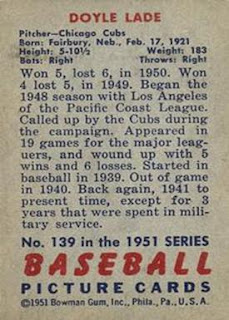 DOYLE LADE
Pitcher—Chicago Cubs
Born: Fairbury, Neb., Feb. 17, 1921
Height: 5-10½ Weight: 183
Bats: Right Throws: Right
Won 5, lost 6, in 1950. Won
4 lost 5, in 1949. Began the
1948 season with Los Angeles
of the Pacific Coast League.
Called up by the Cubs during
the campaign. Appeared in
19 games for the major leag-
uers, and wound up with 5
wins and 6 losses. Started in
baseball in 1939. Out of game
in 1940. Back again, 1941 to
present time, except for 3
years that were spent in mili-
tary service.
No. 139 in the 1951 SERIES
BASEBALL
PICTURE CARDS
©1951 Bowman Gum, Inc., Phila., Pa., U.S.A.